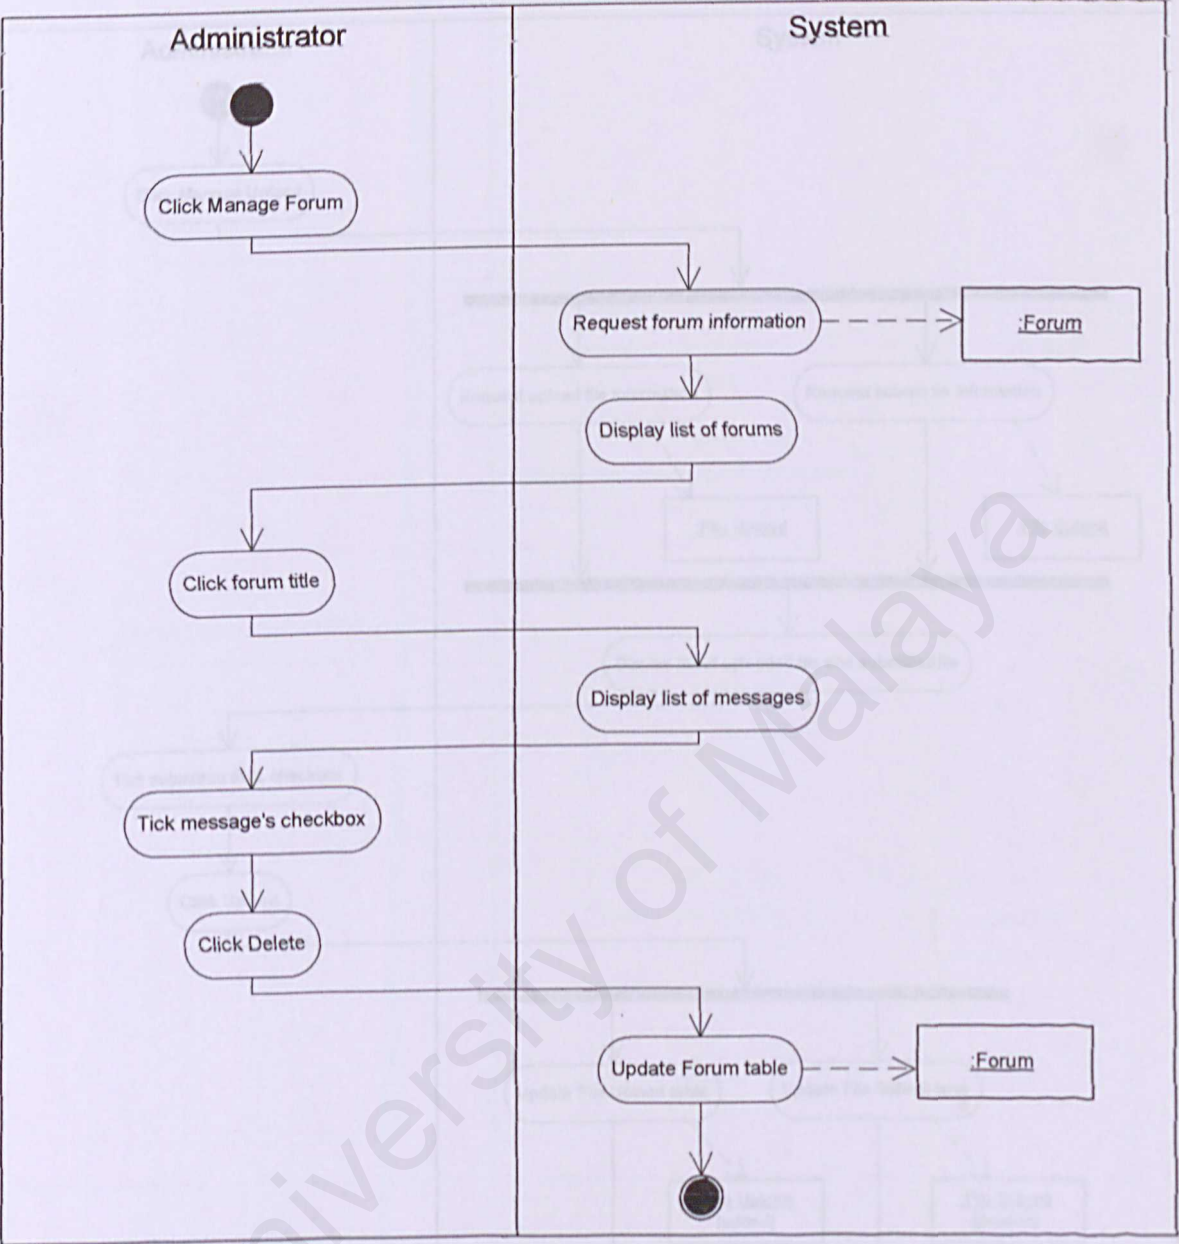 Administrator
System
Click Manage Forum
Request forum information
:Forum
Display list of forums
Click forum title
Display list of messages
Tick message's checkbox
Click Delete
Update Forum table
:Forum
University of Malaya